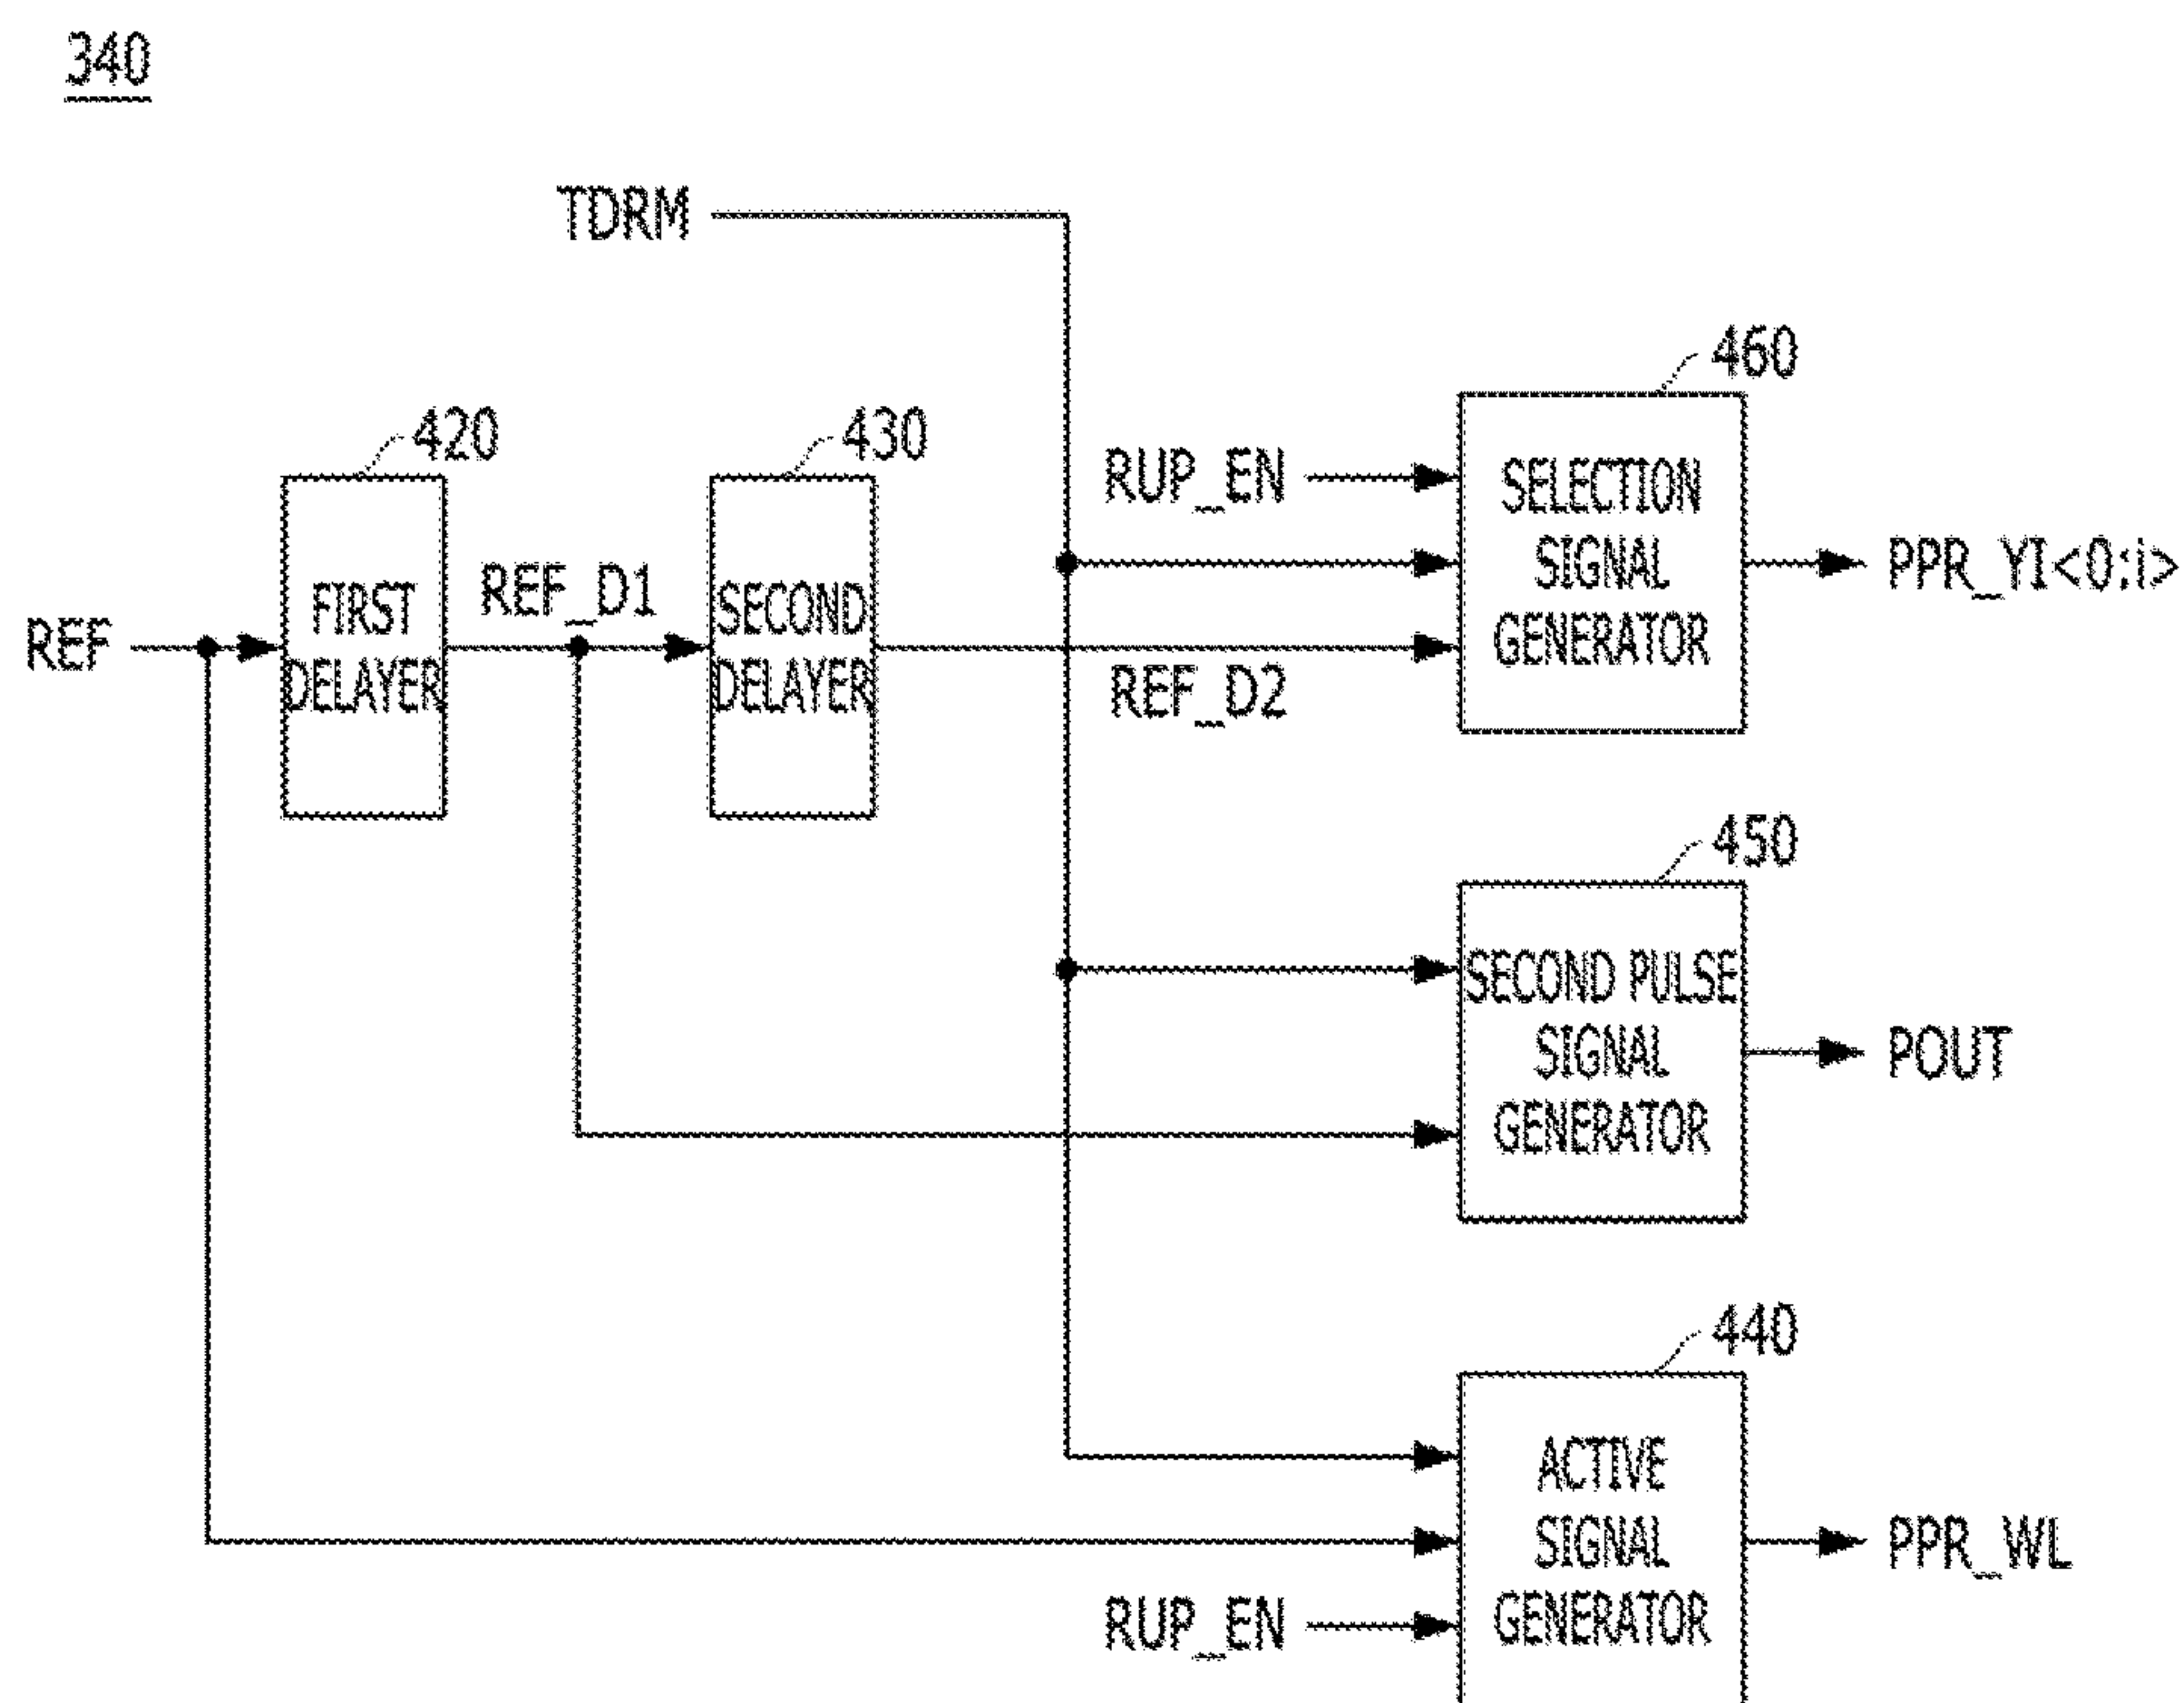 340
TDRM
460
420
430
RUP_EN
SELECTION
SIGNAL
GENERATOR
PPR_YI<0:i>
REF
FIRST
DELAYER
REF_D1
SECOND
DELAYER
REF_D2
450
SECOND PULSE
SIGNAL
GENERATOR
POUT
440
ACTIVE
SIGNAL
GENERATOR
PPR_WL
RUP_EN